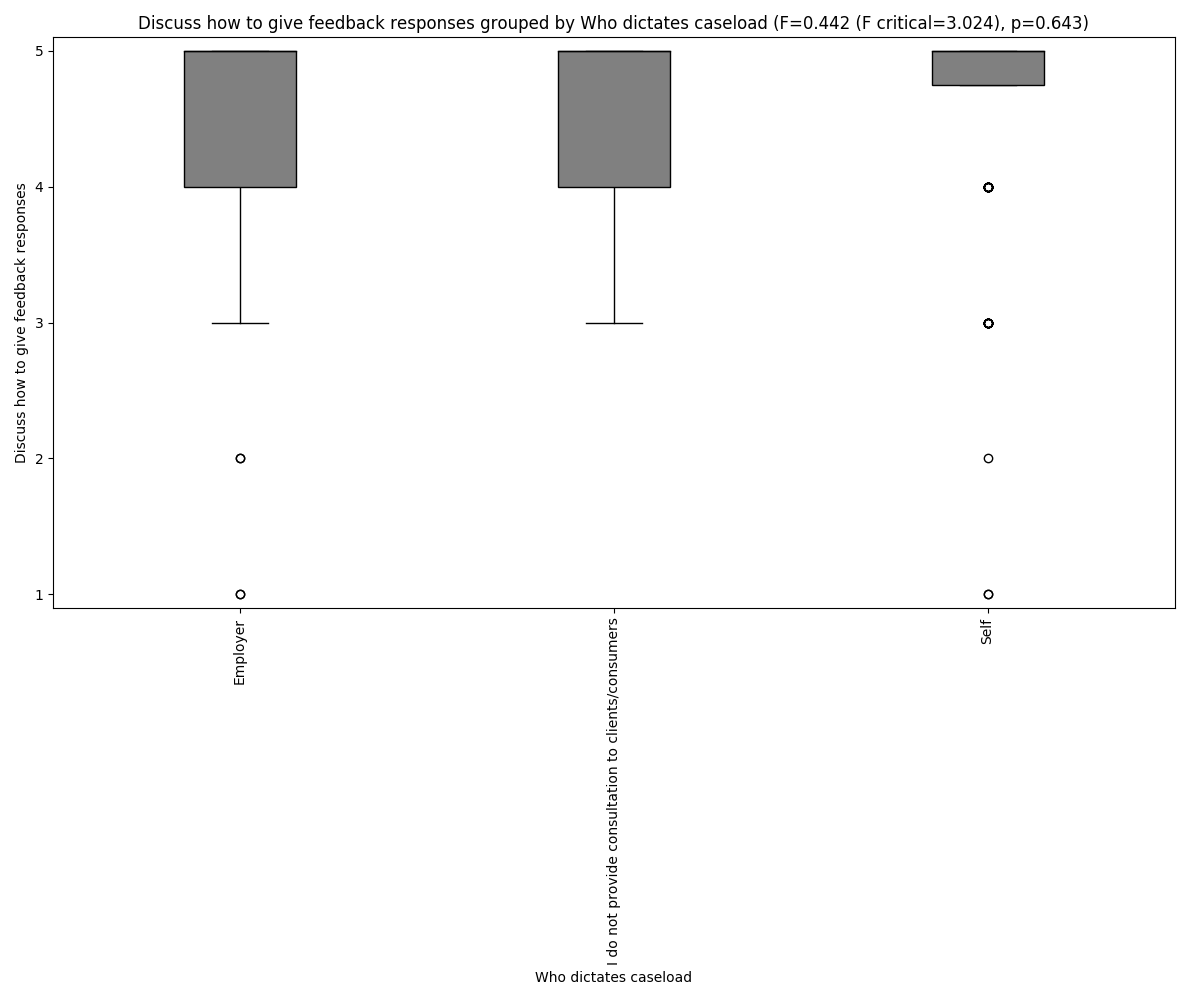 Discuss how to give feedback responses grouped by Who dictates caseload (F=0.442 (F critical=3.024), p=0.643)
Discuss how to give feedback responses
5
4
3
2
1
Employer
I do not provide consultation to clients/consumers
Self
Who dictates caseload